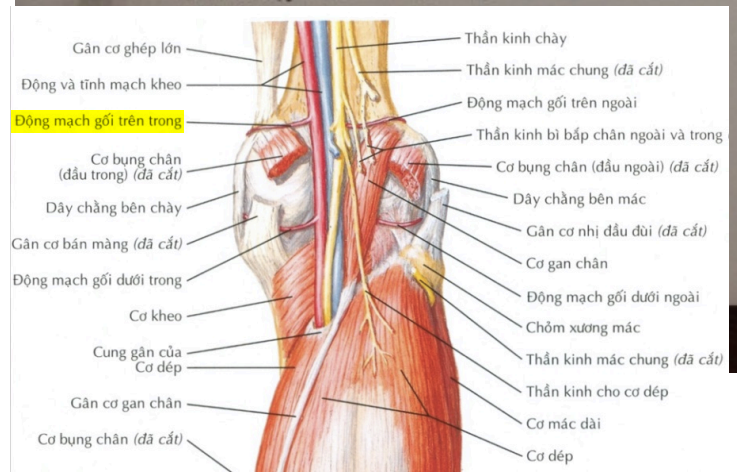 Gân cơ ghép lớn
Động và tĩnh mạch kheo
Động mạch gối trên trong
Cơ bụng chân
(đầu trong) (đã cắt)
Dây chằng bên chày
Gân cơ bán màng (đã cắt)
Động mạch gối dưới trong
Cơ kheo
Cung gân của
Cơ dép
Gân cơ gan chân
Cơ bụng chân (đã cắt)
Thần kinh chày
Thần kinh mác chung (đã cắt)
Động mạch gối trên ngoài
Thần kinh bì bắp chân ngoài và trong
Cơ bụng chân (đầu ngoài) (đã cắt)
Dây chằng bên mác
Gân cơ nhị đầu đùi (đã cắt)
Cơ gan chân
Động mạch gối dưới ngoài
Chỏm xương mác
Thần kinh mác chung (đã cắt)
Thần kinh cho cơ dép
Cơ mác dài
Cơ dép